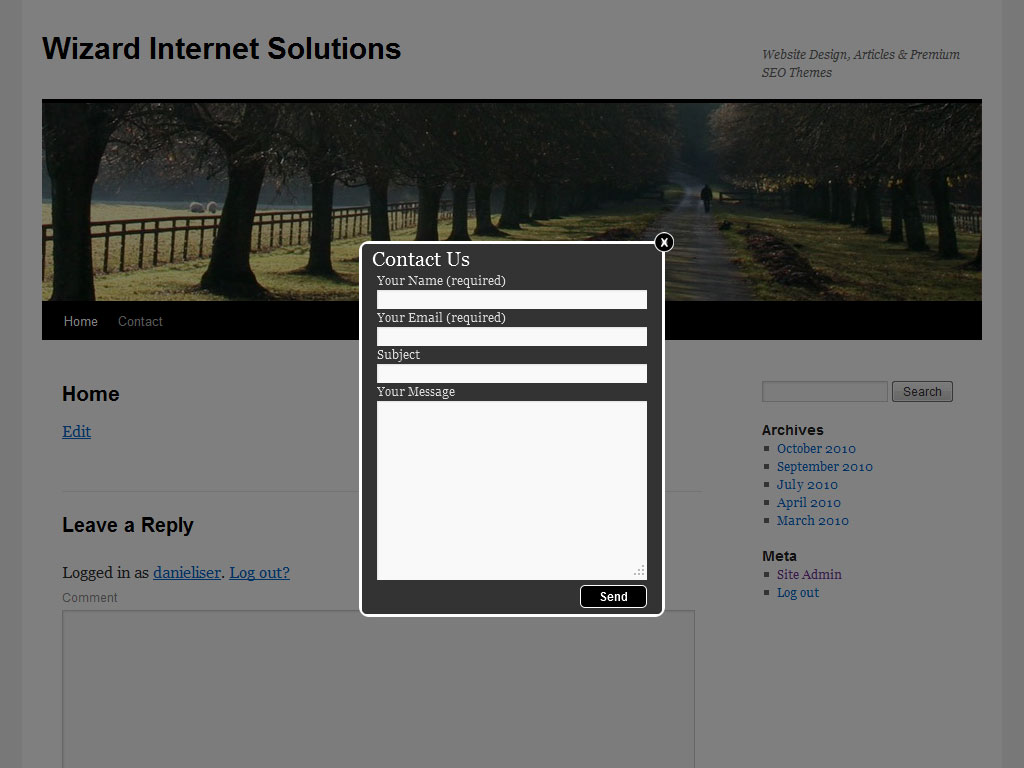 Wizard Internet Solutions
Website Design, Articles & Premium
SEO Themes
Home
Contact
X
Contact Us
Your Name (required)
Your Email (required)
Subject
Your Message
Send
Home
Edit
Leave a Reply
Logged in as danieliser. Log out?
Comment
Search
Archives
October 2010
September 2010
July 2010
April 2010
March 2010
Meta
Site Admin
Log out